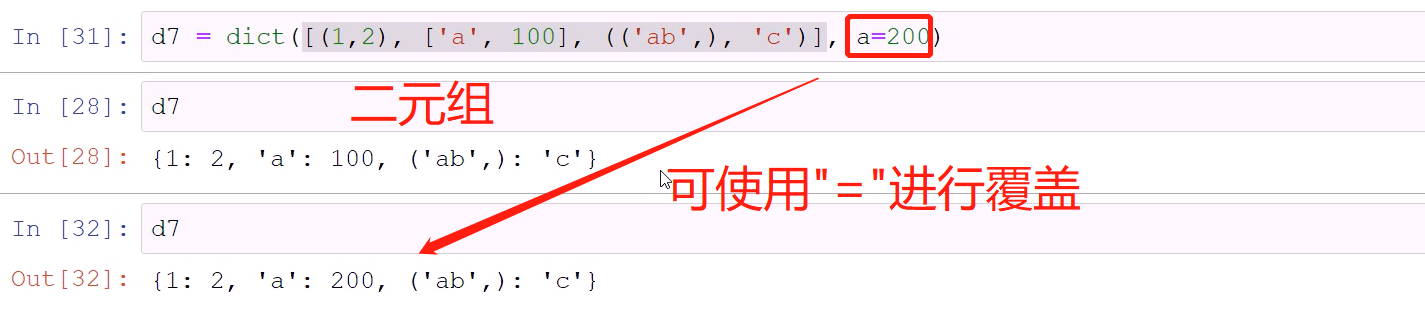 In [31]: d7 = dict([(1,2), ['a', 100], (('ab',), 'c')], a=200)
In [28]: d7
二元组
Out[28]: {1: 2, 'a': 100, ('ab',): 'c'}
可使用"="进行覆盖
In [32]: d7
Out[32]: {1: 2, 'a': 200, ('ab',): 'c'}